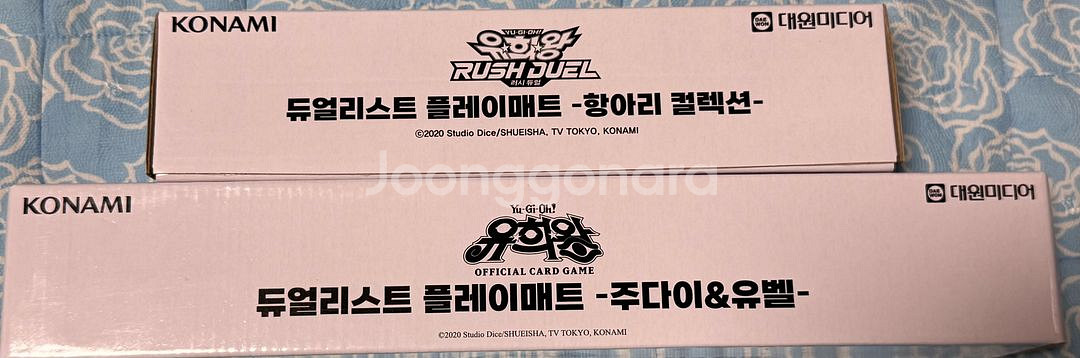 KONAMI
DAE WON 대원미디어
YU-GI-OH!
유희왕
RUSH DUEL
러시 듀얼
듀얼리스트 플레이매트 -항아리 컬렉션-
©2020 Studio Dice/SHUEISHA, TV TOKYO, KONAMI
Joonggonara
KONAMI
DAE WON 대원미디어
Yu-Gi-Oh!
유희왕
OFFICIAL CARD GAME
듀얼리스트 플레이매트 -주다이&유벨-
©2020 Studio Dice/SHUEISHA, TV TOKYO, KONAMI